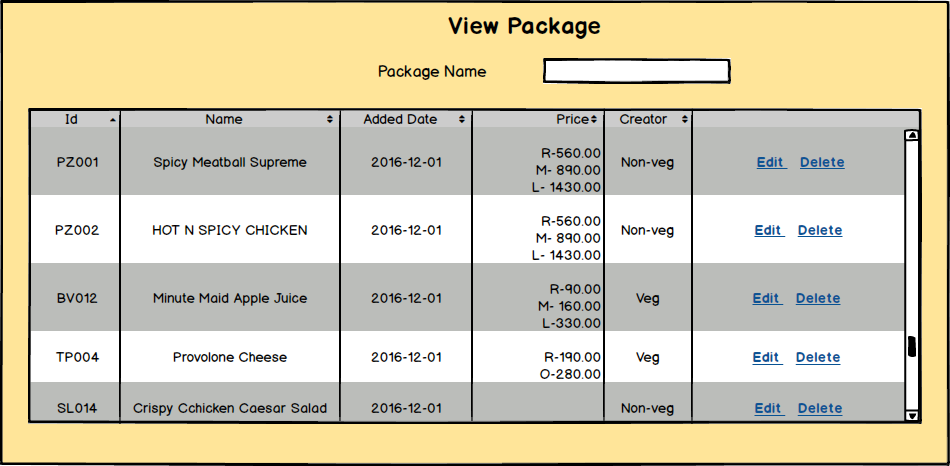 View Package
Package Name
Id Name Added Date Price Creator
PZ001 Spicy Meatball Supreme 2016-12-01 R-560.00 M- 890.00 L- 1430.00 Non-veg Edit Delete
PZ002 HOT N SPICY CHICKEN 2016-12-01 R-560.00 M- 890.00 L- 1430.00 Non-veg Edit Delete
BV012 Minute Maid Apple Juice 2016-12-01 R-90.00 M- 160.00 L-330.00 Veg Edit Delete
TP004 Provolone Cheese 2016-12-01 R-190.00 O-280.00 Veg Edit Delete
SL014 Crispy Cchicken Caesar Salad 2016-12-01 Non-veg Edit Delete